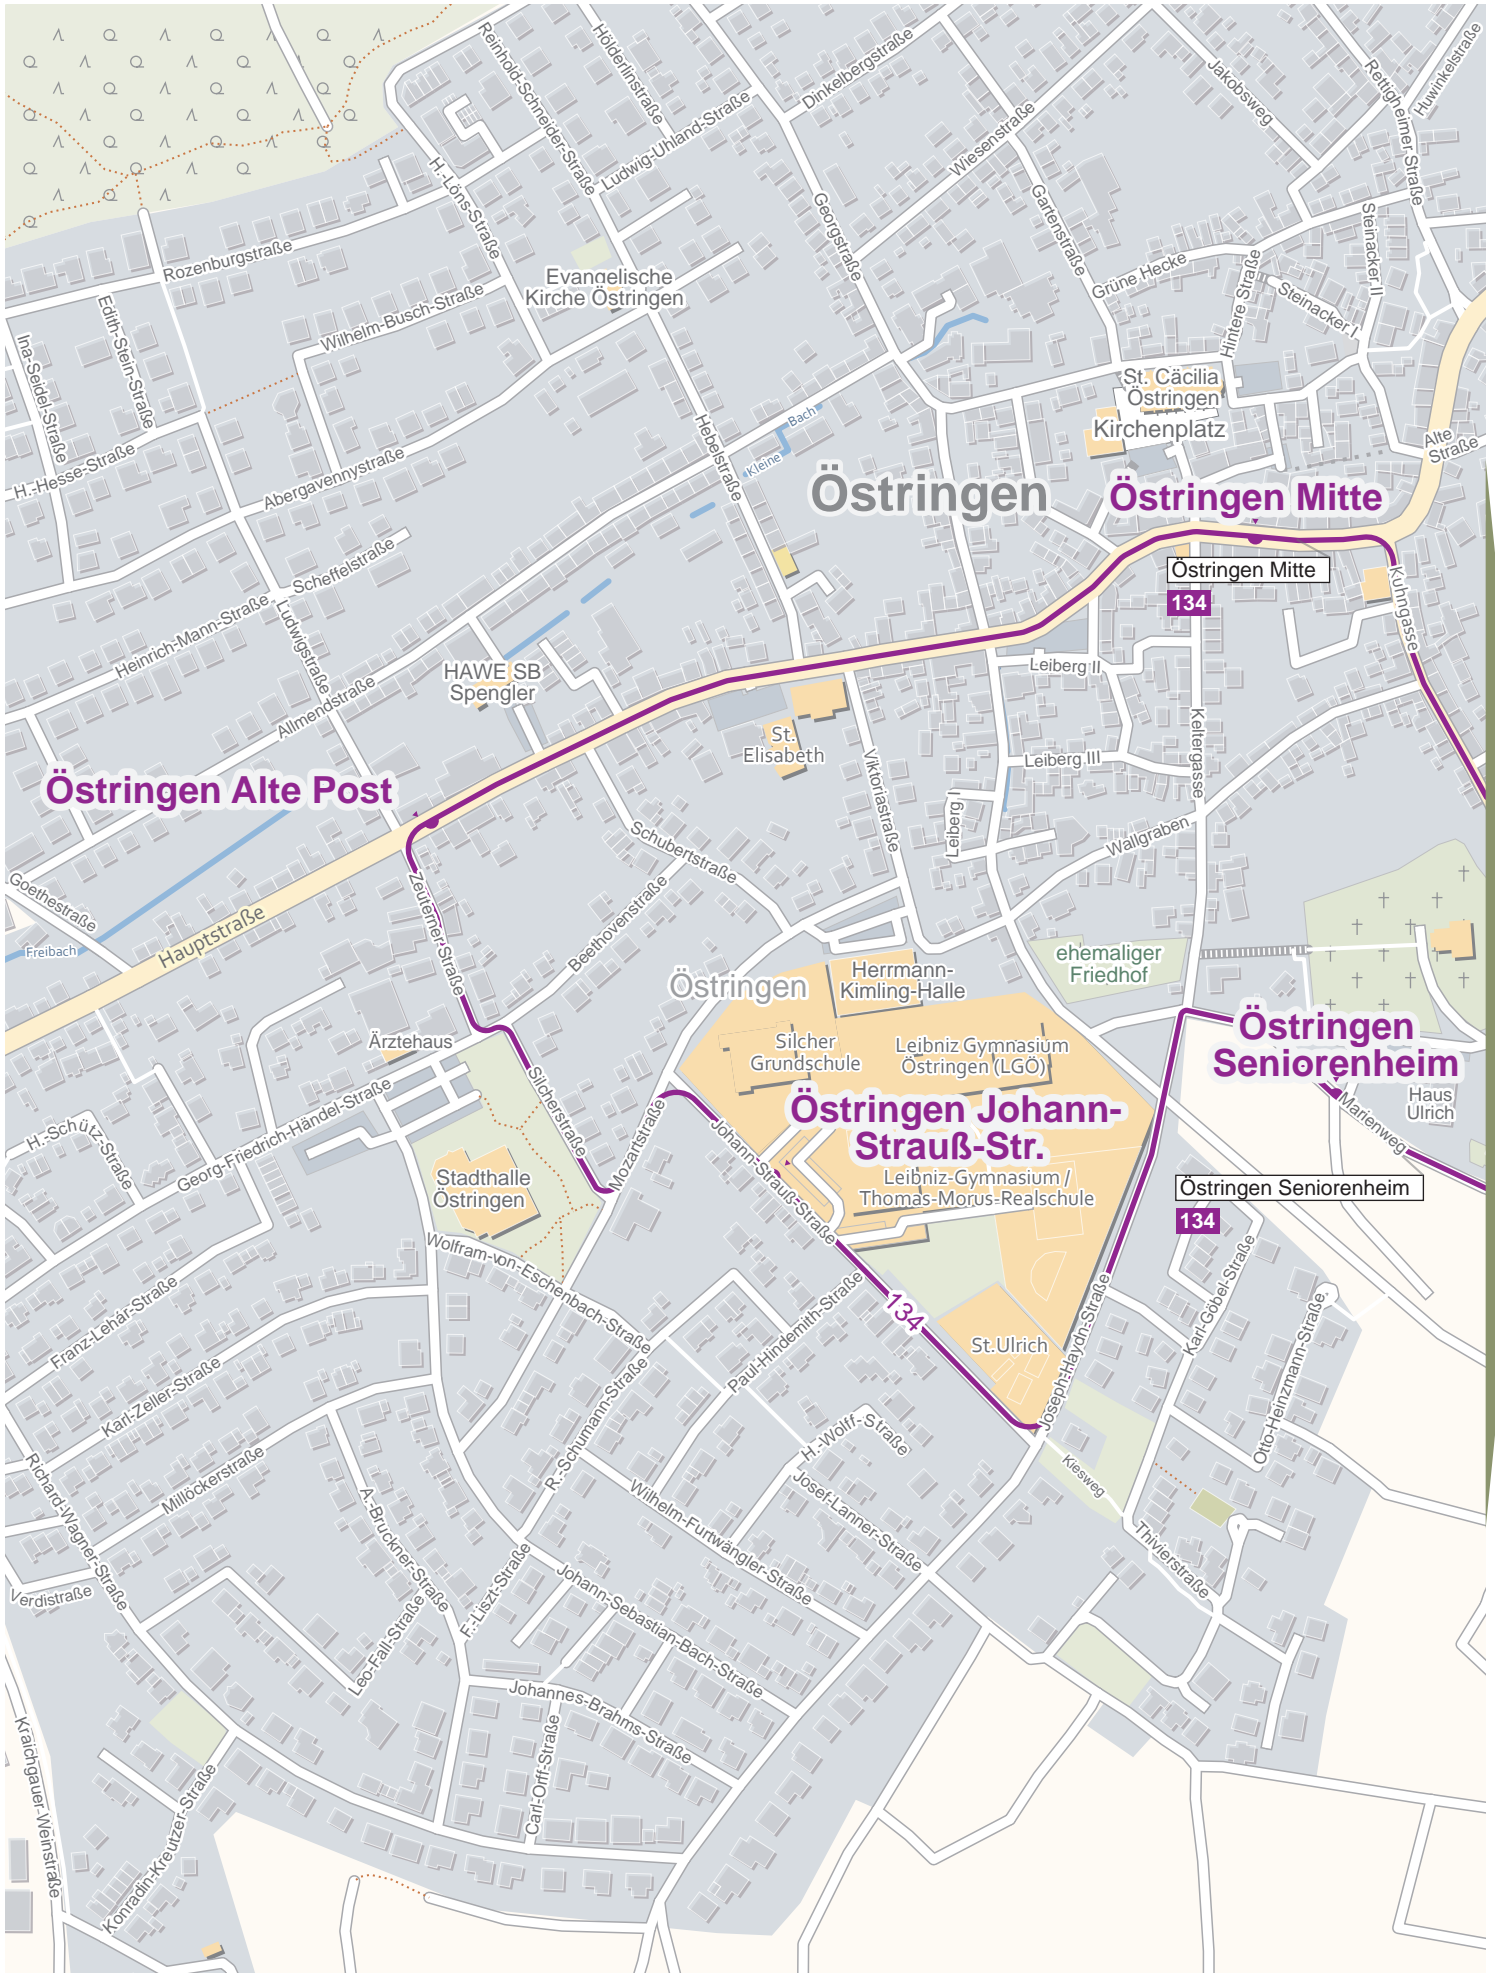 Reinhold-Schneider-Straße
Hölderlinstraße
Dinkelbergstraße
Jakobsweg
Rettigheimer Straße
Huwinkelstraße
Ludwig-Uhland-Straße
Wiesenstraße
H.-Löns-Straße
Georgstraße
Gartenstraße
Steinacker II
Rozenburgstraße
Grüne Hecke
Hintere Straße
Steinacker I
Evangelische
Kirche Östringen
Wilhelm-Busch-Straße
Edith-Stein-Straße
Ina-Seidel-Straße
St. Cäcilia
Östringen
Kirchenplatz
Hebelstraße
Kleine
Bach
Alte
Straße
H.-Hesse-Straße
Abergavennystraße
Östringen
Östringen Mitte
Östringen Mitte
134
Kuhngasse
Scheffelstraße
Heinrich-Mann-Straße
Ludwigstraße
Allmendstraße
HAWE SB
Spengler
Leiberg II
St.
Elisabeth
Viktoriastraße
Keltergasse
Leiberg III
Leiberg I
Östringen Alte Post
Schubertstraße
Wallgraben
Goethestraße
Zeuterner Straße
Beethovenstraße
Hauptstraße
Freibach
ehemaliger
Friedhof
Herrmann-
Kimling-Halle
Östringen
Östringen
Seniorenheim
Ärztehaus
Silcher
Grundschule
Leibniz Gymnasium
Östringen (LGÖ)
Silcherstraße
Mozartstraße
Johann-Strauß-Straße
Östringen Johann-
Strauß-Str.
Haus
Ulrich
Marienweg
H.-Schütz-Straße
Georg-Friedrich-Händel-Straße
Stadthalle
Östringen
Leibniz-Gymnasium /
Thomas-Morus-Realschule
Östringen Seniorenheim
134
Wolfram-von-Eschenbach-Straße
Franz-Lehár-Straße
Paul-Hindemith-Straße
134
St.Ulrich
Joseph-Haydn-Straße
Karl-Göbel-Straße
Otto-Heinzmann-Straße
Karl-Zeller-Straße
R.-Schumann-Straße
H.-Wolff-Straße
Richard-Wagner-Straße
Millöckerstraße
A.-Bruckner-Straße
Wilhelm-Furtwängler-Straße
Josef-Lanner-Straße
Kiesweg
Thivierstraße
Verdistraße
F.-Liszt-Straße
Johann-Sebastian-Bach-Straße
Leo-Fall-Straße
Johannes-Brahms-Straße
Carl-Orff-Straße
Kraichgauer-Weinstraße
Konradin-Kreutzer-Straße